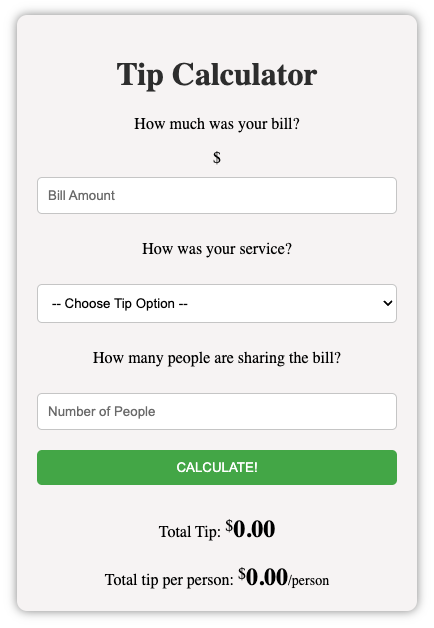 Tip Calculator
How much was your bill?
$
Bill Amount
How was your service?
-- Choose Tip Option --
How many people are sharing the bill?
Number of People
CALCULATE!
Total Tip: $0.00
Total tip per person: $0.00/person